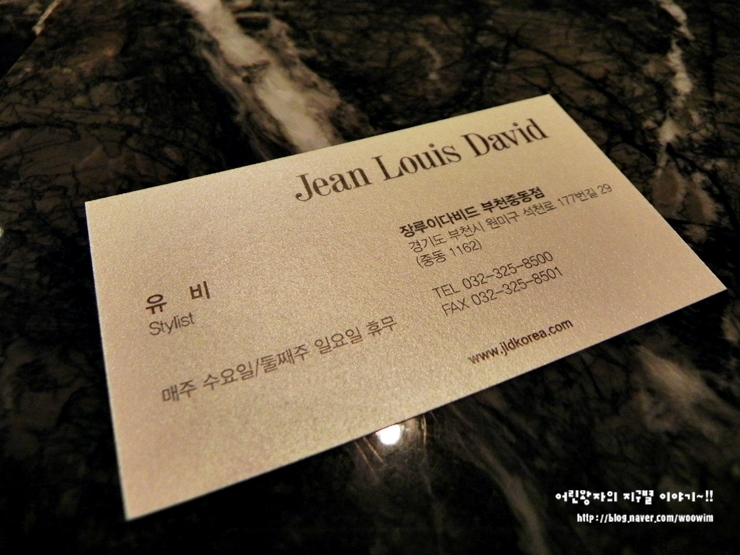 Jean Louis David
장루이다비드 부천중동점
경기도 부천시 원미구 석천로 177번길 29
(중동 1162)
TEL 032-325-8500
FAX 032-325-8501
유 비
Stylist
매주 수요일/둘째주 일요일 휴무
www.jldkorea.com
어린왕자의 지구별 이야기~!!
http://blog.naver.com/woowim